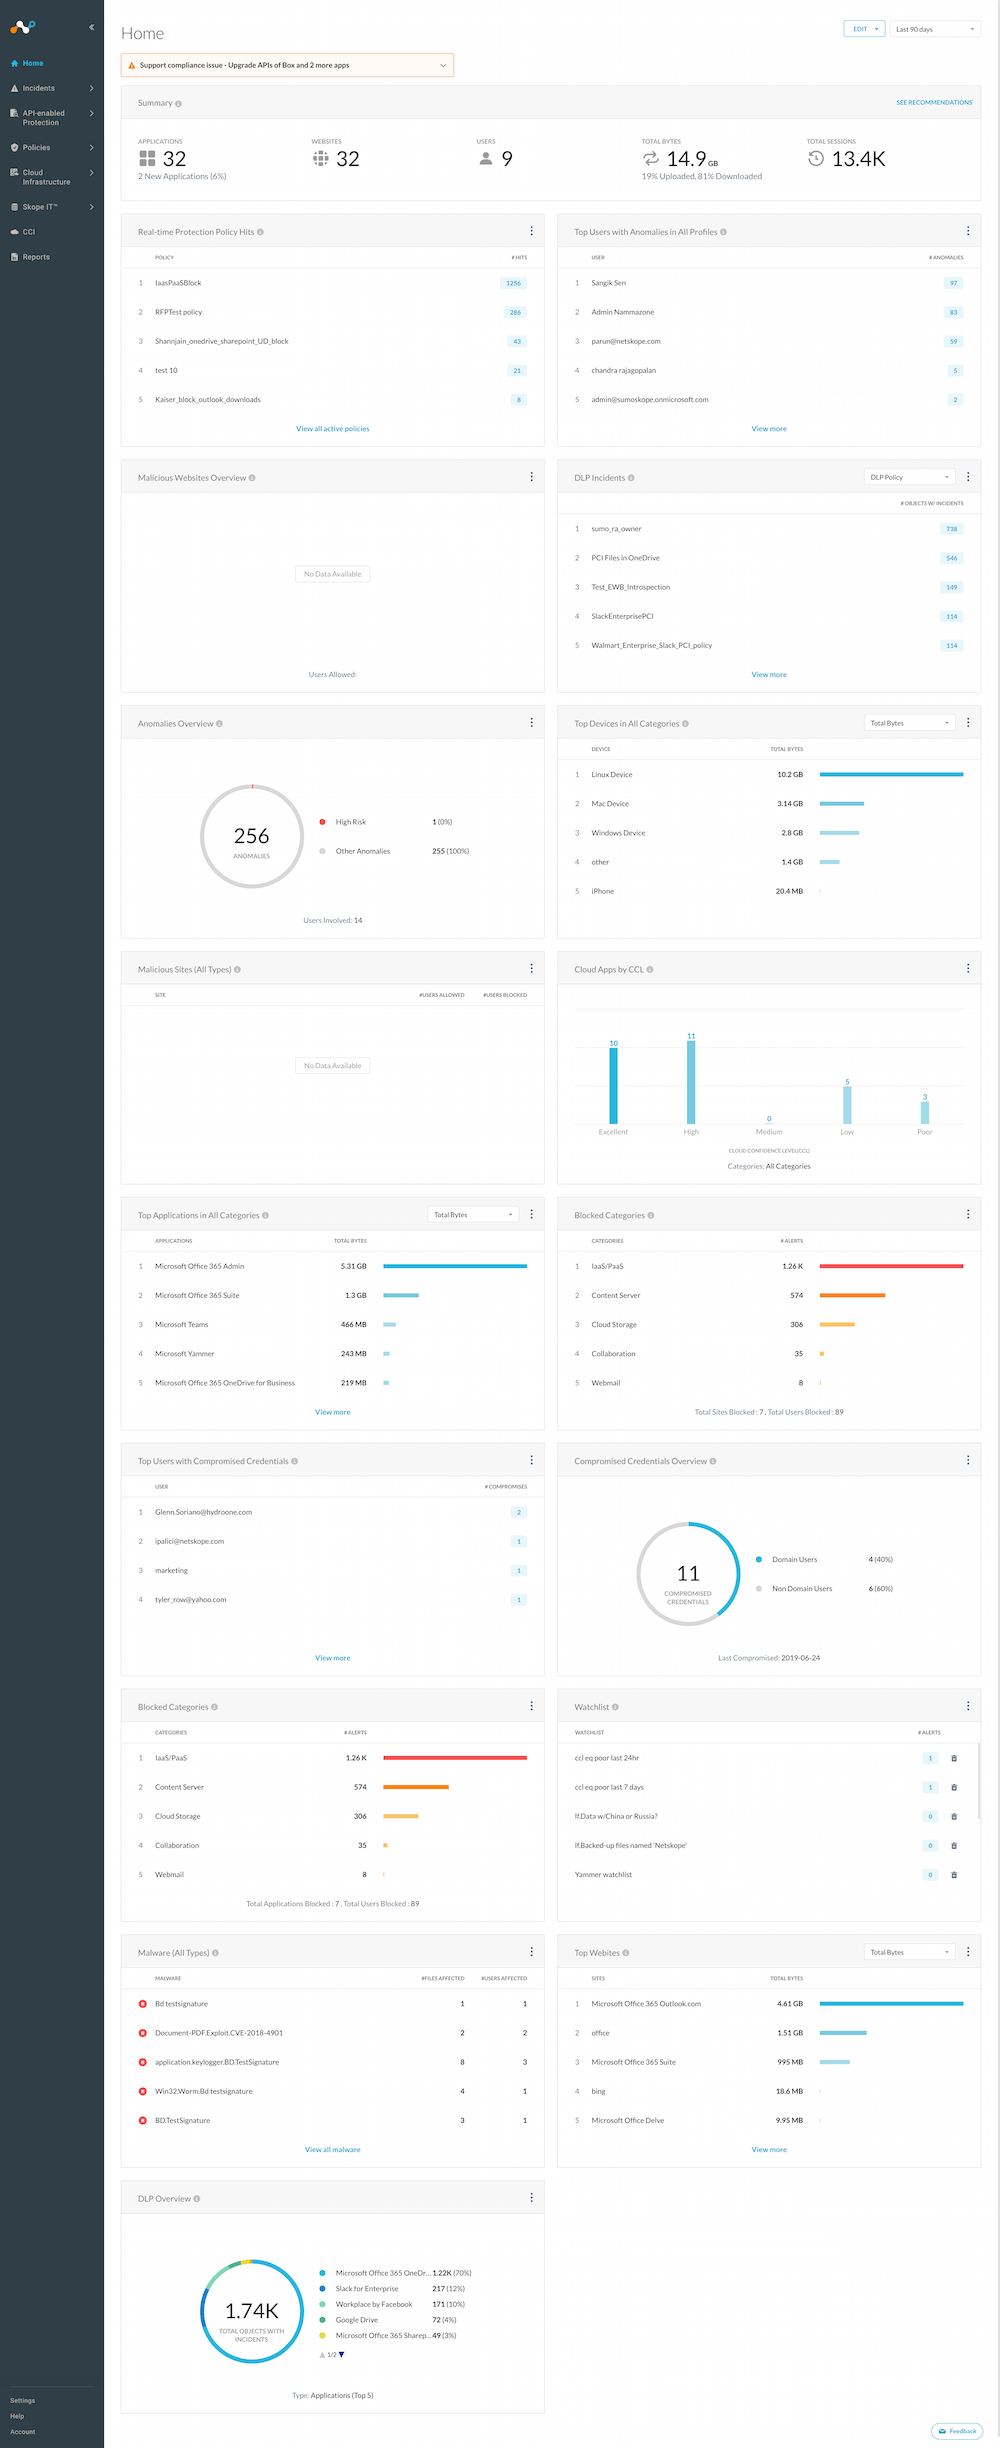 Home
Incidents
API-enabled
Protection
Policies
Cloud
Infrastructure
Skope IT™
CCI
Reports
Settings
Help
Account
Home
EDIT
Last 90 days
Support compliance issue - Upgrade APIs of Box and 2 more apps
Summary
SEE RECOMMENDATIONS
APPLICATIONS
32
2 New Applications (6%)
WEBSITES
32
USERS
9
TOTAL BYTES
14.9 GB
19% Uploaded, 81% Downloaded
TOTAL SESSIONS
13.4K
Real-time Protection Policy Hits
POLICY # HITS
1 IaasPaaSBlock 1256
2 RFPTest policy 286
3 Shannjain_onedrive_sharepoint_UD_block 43
4 test 10 21
5 Kaiser_block_outlook_downloads 8
View all active policies
Top Users with Anomalies in All Profiles
USER # ANOMALIES
1 Sangik Sen 97
2 Admin Nammazone 83
3 parun@netskope.com 59
4 chandra rajagopalan 5
5 admin@sumoskope.onmicrosoft.com 2
View more
Malicious Websites Overview
No Data Available
Users Allowed:
DLP Incidents
DLP Policy
# OBJECTS W/ INCIDENTS
1 sumo_ra_owner 738
2 PCI Files in OneDrive 546
3 Test_EWB_Introspection 149
4 SlackEnterprisePCI 114
5 Walmart_Enterprise_Slack_PCI_policy 114
View more
Anomalies Overview
256
ANOMALIES
High Risk 1 (0%)
Other Anomalies 255 (100%)
Users Involved: 14
Top Devices in All Categories
Total Bytes
DEVICE TOTAL BYTES
1 Linux Device 10.2 GB
2 Mac Device 3.14 GB
3 Windows Device 2.8 GB
4 other 1.4 GB
5 iPhone 20.4 MB
Malicious Sites (All Types)
SITE #USERS ALLOWED #USERS BLOCKED
No Data Available
Cloud Apps by CCL
10 11 0 5 3
Excellent High Medium Low Poor
CLOUD CONFIDENCE LEVEL(CCL)
Categories: All Categories
Top Applications in All Categories
Total Bytes
APPLICATIONS TOTAL BYTES
1 Microsoft Office 365 Admin 5.31 GB
2 Microsoft Office 365 Suite 1.3 GB
3 Microsoft Teams 466 MB
4 Microsoft Yammer 243 MB
5 Microsoft Office 365 OneDrive for Business 219 MB
View more
Blocked Categories
CATEGORIES # ALERTS
1 IaaS/PaaS 1.26 K
2 Content Server 574
3 Cloud Storage 306
4 Collaboration 35
5 Webmail 8
Total Sites Blocked : 7 , Total Users Blocked : 89
Top Users with Compromised Credentials
USER # COMPROMISES
1 Glenn.Soriano@hydroone.com 2
2 ipalici@netskope.com 1
3 marketing 1
4 tyler_row@yahoo.com 1
View more
Compromised Credentials Overview
11
COMPROMISED
CREDENTIALS
Domain Users 4 (40%)
Non Domain Users 6 (60%)
Last Compromised: 2019-06-24
Blocked Categories
CATEGORIES # ALERTS
1 IaaS/PaaS 1.26 K
2 Content Server 574
3 Cloud Storage 306
4 Collaboration 35
5 Webmail 8
Total Applications Blocked : 7 , Total Users Blocked : 89
Watchlist
WATCHLIST # ALERTS
ccl eq poor last 24hr 1
ccl eq poor last 7 days 1
If.Data w/China or Russia? 0
If.Backed-up files named 'Netskope' 0
Yammer watchlist 0
Malware (All Types)
MALWARE #FILES AFFECTED #USERS AFFECTED
Bd testsignature 1 1
Document-PDF.Exploit.CVE-2018-4901 2 2
application.keylogger.BD.TestSignature 8 3
Win32.Worm.Bd testsignature 4 1
BD.TestSignature 3 1
View all malware
Top Webites
Total Bytes
SITES TOTAL BYTES
1 Microsoft Office 365 Outlook.com 4.61 GB
2 office 1.51 GB
3 Microsoft Office 365 Suite 995 MB
4 bing 18.6 MB
5 Microsoft Office Delve 9.95 MB
View more
DLP Overview
1.74K
TOTAL OBJECTS WITH
INCIDENTS
Microsoft Office 365 OneDr... 1.22K (70%)
Slack for Enterprise 217 (12%)
Workplace by Facebook 171 (10%)
Google Drive 72 (4%)
Microsoft Office 365 Sharep... 49 (3%)
1/2
Type: Applications (Top 5)
Feedback